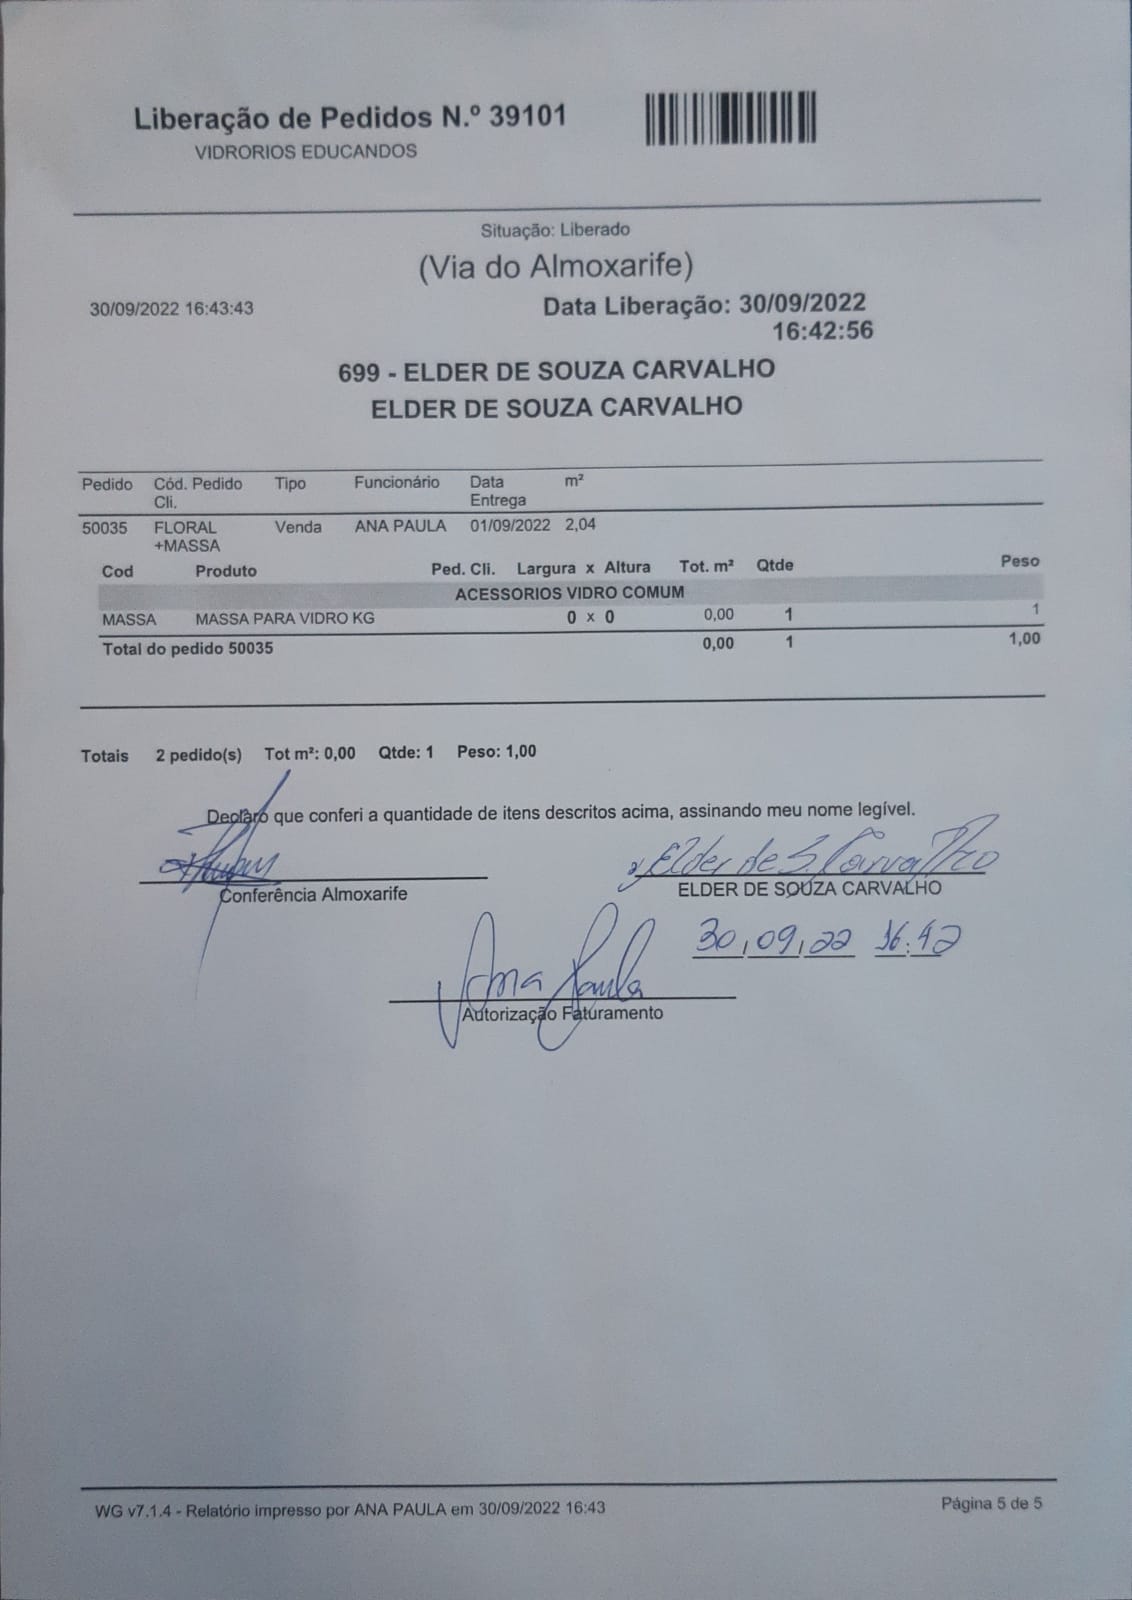 Liberação de Pedidos N.º 39101
VIDRORIOS EDUCANDOS
Situação: Liberado
(Via do Almoxarife)
30/09/2022 16:43:43
Data Liberação: 30/09/2022
16:42:56
699 - ELDER DE SOUZA CARVALHO
ELDER DE SOUZA CARVALHO
Pedido Cód. Pedido Tipo Funcionário Data m²
Cli. Entrega
50035 FLORAL Venda ANA PAULA 01/09/2022 2,04
+MASSA
Cod Produto Ped. Cli. Largura x Altura Tot. m² Qtde Peso
ACESSORIOS VIDRO COMUM
MASSA MASSA PARA VIDRO KG 0 x 0 0,00 1 1
Total do pedido 50035 0,00 1 1,00
Totais 2 pedido(s) Tot m²: 0,00 Qtde: 1 Peso: 1,00
Declaro que conferi a quantidade de itens descritos acima, assinando meu nome legível.
Elder de S. Carvalho
Conferência Almoxarife
ELDER DE SOUZA CARVALHO
30,09,22 16:42
Ana Paula
Autorização Faturamento
WG v7.1.4 - Relatório impresso por ANA PAULA em 30/09/2022 16:43
Página 5 de 5